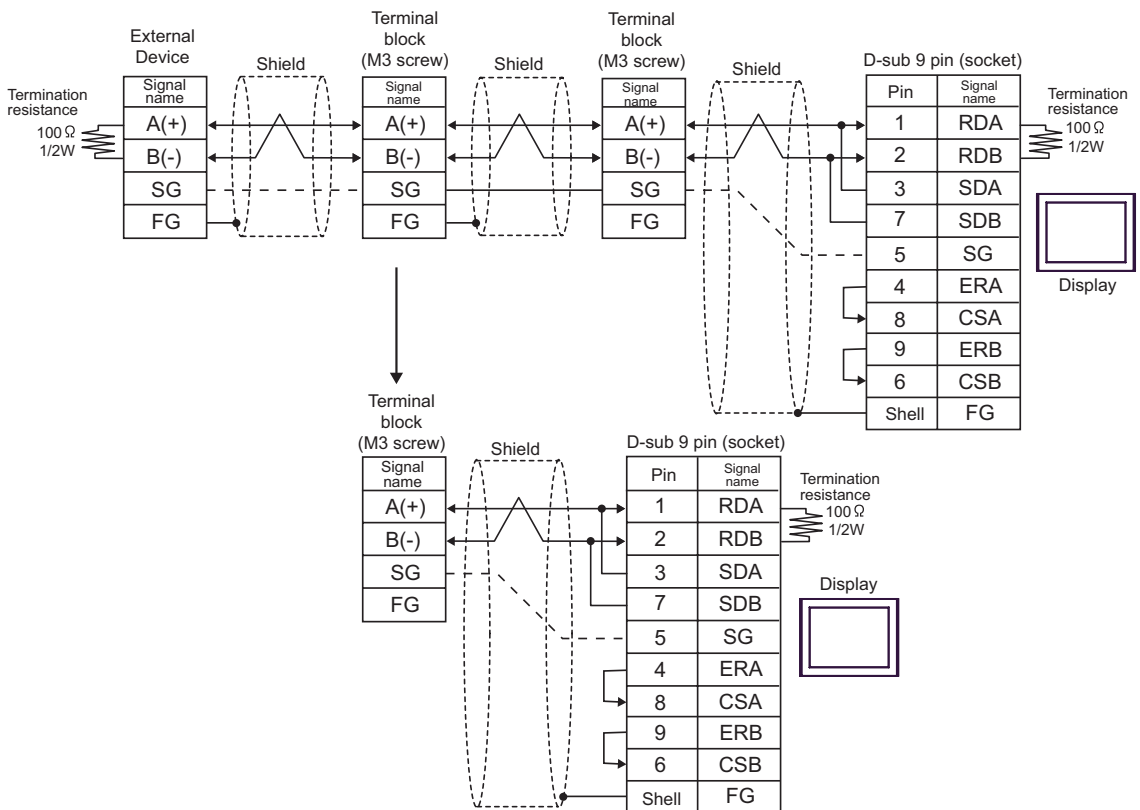 External
Device
Signal
name
A(+)
B(-)
SG
FG
Termination
resistance
100 Ω
1/2W
Shield
Terminal
block
(M3 screw)
Signal
name
A(+)
B(-)
SG
FG
Shield
Terminal
block
(M3 screw)
Signal
name
A(+)
B(-)
SG
FG
Shield
D-sub 9 pin (socket)
Pin Signal name
1 RDA
2 RDB
3 SDA
7 SDB
5 SG
4 ERA
8 CSA
9 ERB
6 CSB
Shell FG
Termination
resistance
100 Ω
1/2W
Display
Terminal
block
(M3 screw)
Signal
name
A(+)
B(-)
SG
FG
Shield
D-sub 9 pin (socket)
Pin Signal name
1 RDA
2 RDB
3 SDA
7 SDB
5 SG
4 ERA
8 CSA
9 ERB
6 CSB
Shell FG
Termination
resistance
100 Ω
1/2W
Display